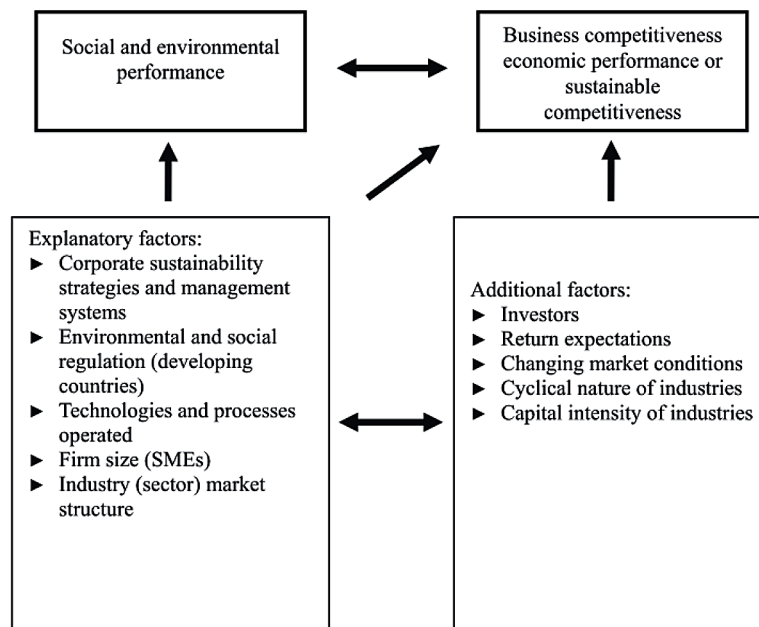 Social and environmental
performance
Business competitiveness
economic performance or
sustainable
competitiveness
Explanatory factors:
► Corporate sustainability
strategies and management
systems
► Environmental and social
regulation (developing
countries)
► Technologies and processes
operated
► Firm size (SMEs)
► Industry (sector) market
structure
Additional factors:
► Investors
► Return expectations
► Changing market conditions
► Cyclical nature of industries
► Capital intensity of industries